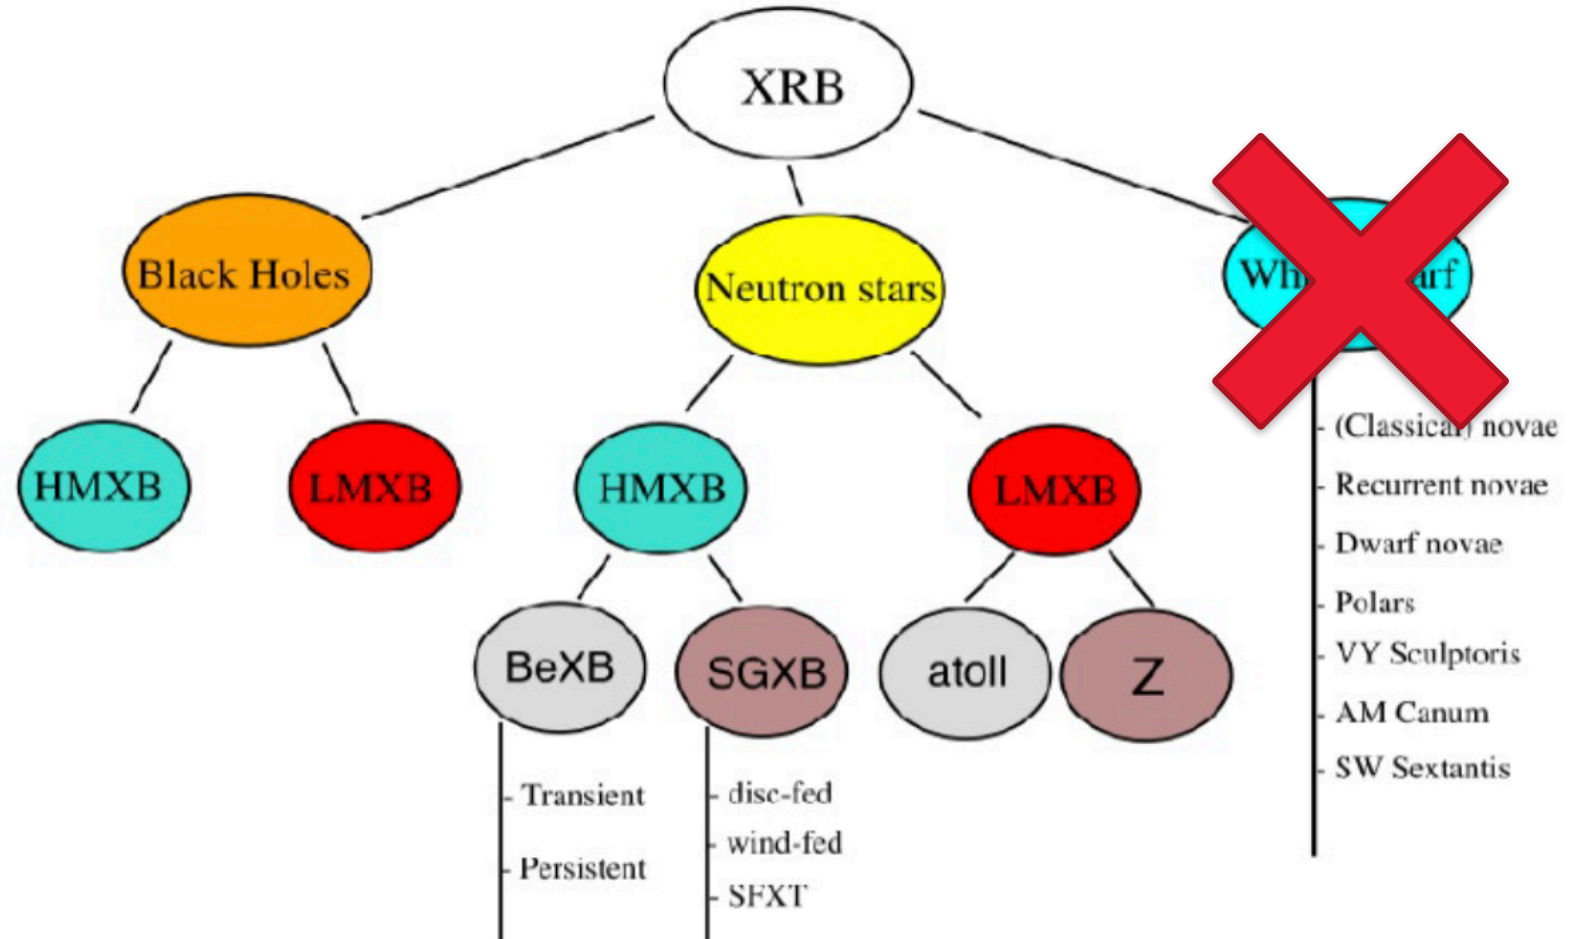 XRB
Black Holes
Neutron stars
HMXB
LMXB
HMXB
LMXB
BeXB
SGXB
atoll
Z
- Transient
- Persistent
- disc-fed
- wind-fed
- SFXT
- (Classical) novae
- Recurrent novae
- Dwarf novae
- Polars
- VY Sculptoris
- AM Canum
- SW Sextantis